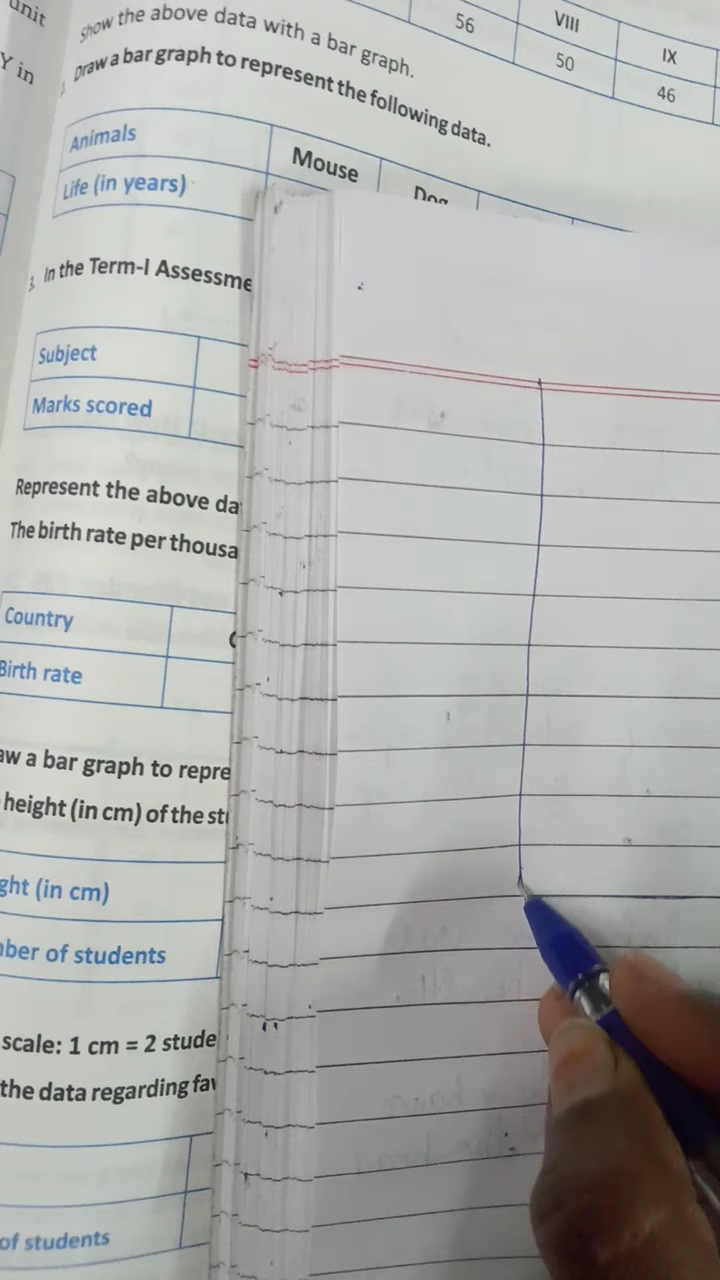 unit
Y in
56
VIII
IX
50
46
Show the above data with a bar graph.
Draw a bar graph to represent the following data.
Animals
Mouse
Dog
Life (in years)
3. In the Term-I Assessme
Subject
Marks scored
Represent the above da
The birth rate per thousa
Country
Birth rate
aw a bar graph to repre
height (in cm) of the st
ght (in cm)
ber of students
scale: 1 cm = 2 stude
the data regarding fav
of students